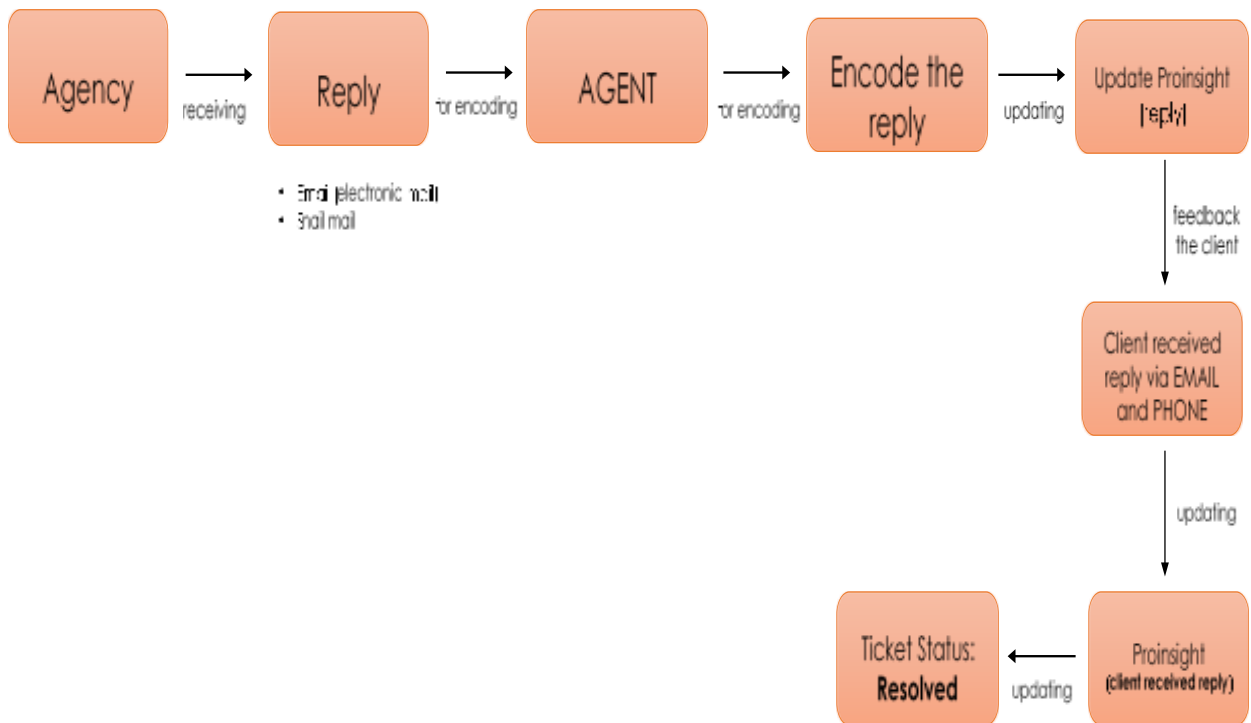 Agency
receiving
Reply
for encoding
AGENT
for encoding
Encode the
reply
updating
Update Proinsight
(reply)
• Email (electronic mail)
• Snail mail
feedback
the client
Client received
reply via EMAIL
and PHONE
updating
Ticket Status:
Resolved
updating
Proinsight
(client received reply)